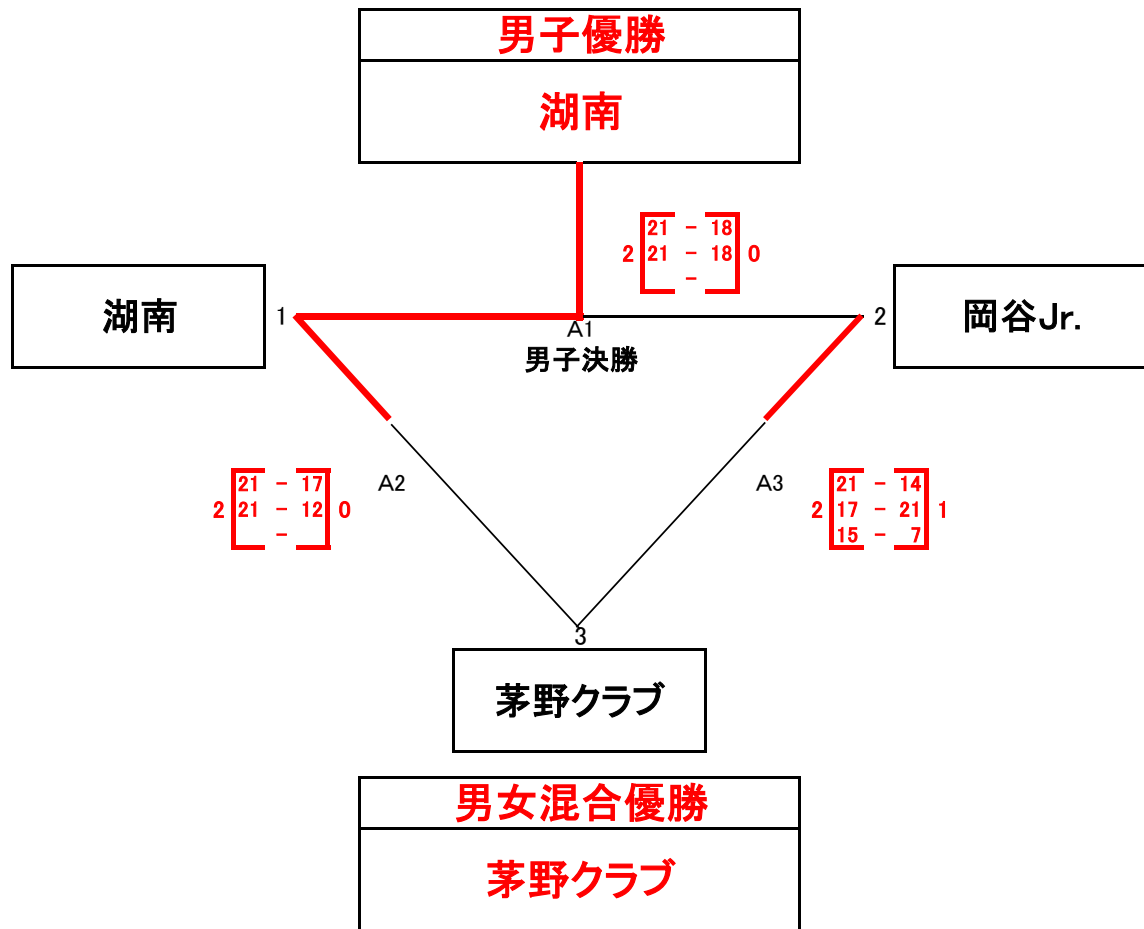 男子優勝
湖南
21 - 18
2 21 - 18 0
-
湖南
1
A1
2
岡谷Jr.
男子決勝
21 - 17
2 21 - 12 0
-
A2
A3
21 - 14
2 17 - 21 1
15 - 7
3
茅野クラブ
男女混合優勝
茅野クラブ